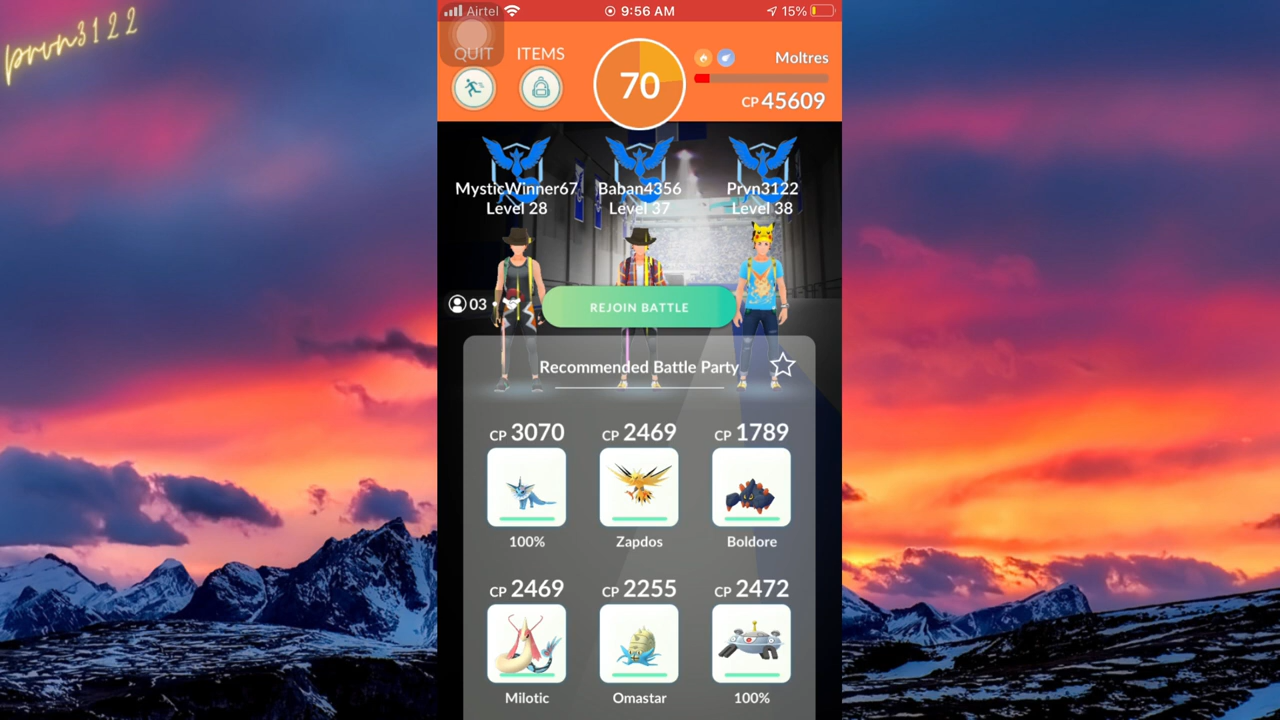 prvn3122
Airtel 9:56 AM 15%
QUIT ITEMS 70 Moltres
CP 45609
MysticWinner67 Baban4356 Prvn3122
Level 28 Level 37 Level 38
03
REJOIN BATTLE
Recommended Battle Party
CP 3070 CP 2469 CP 1789
100% Zapdos Boldore
CP 2469 CP 2255 CP 2472
Milotic Omastar 100%